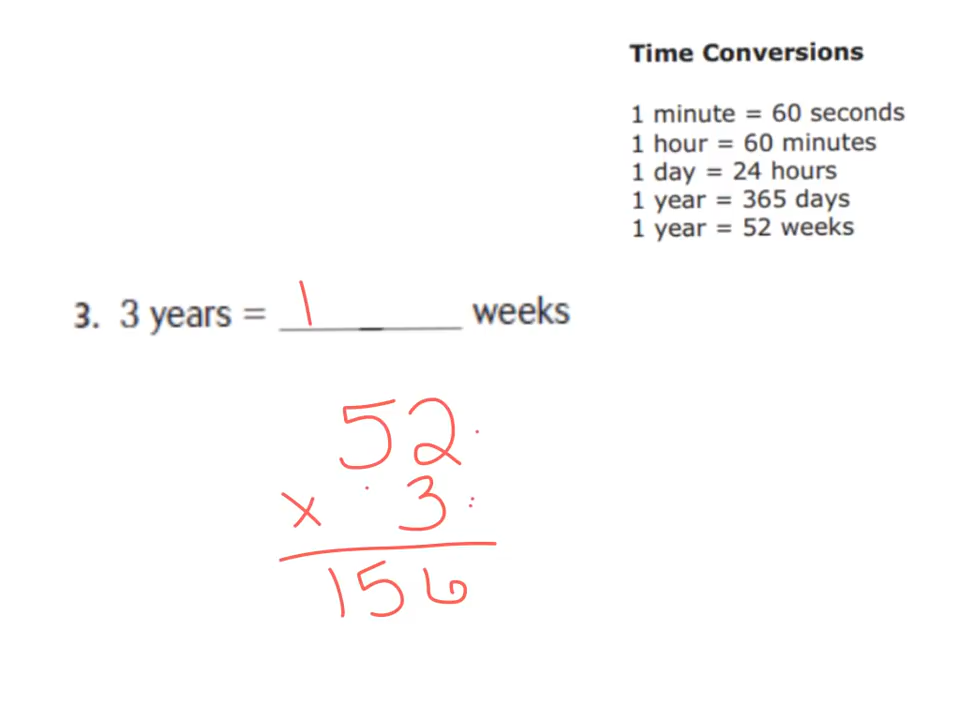 Time Conversions
1 minute = 60 seconds
1 hour = 60 minutes
1 day = 24 hours
1 year = 365 days
1 year = 52 weeks
3. 3 years = 1 weeks
52
x 3
156